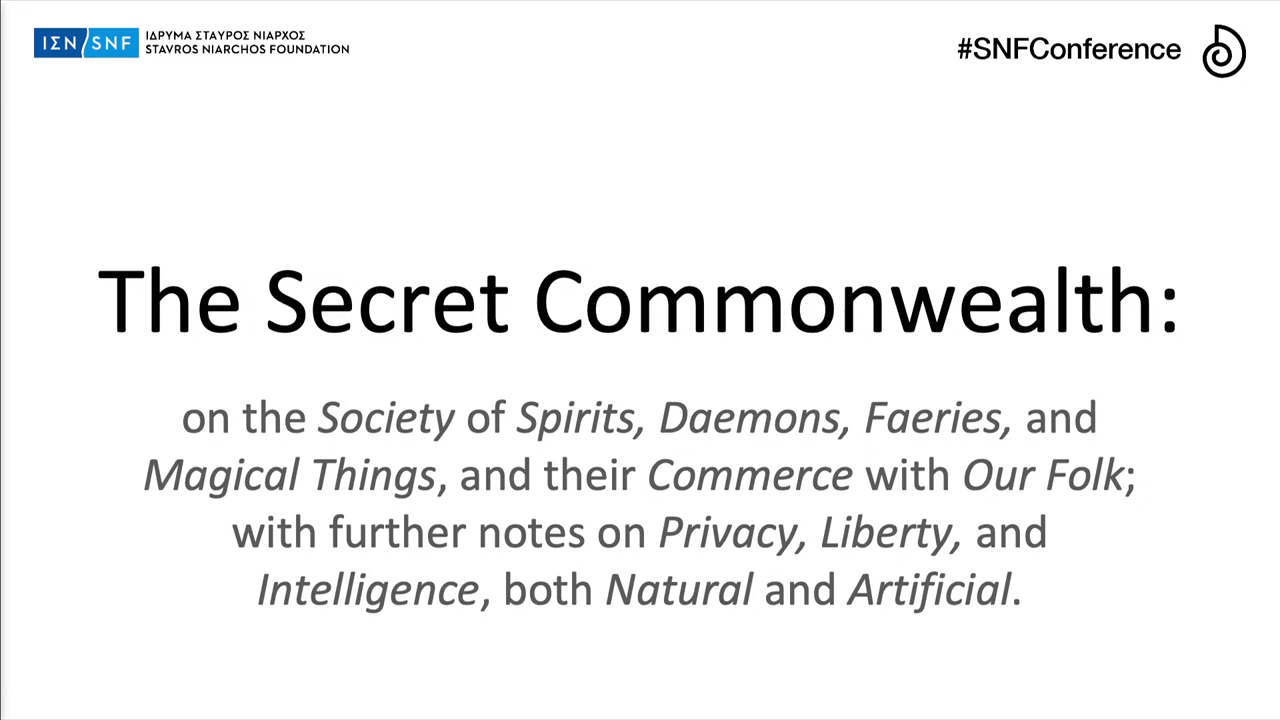 ΙΣΝ/SNF ΙΔΡΥΜΑ ΣΤΑΥΡΟΣ ΝΙΑΡΧΟΣ
STAVROS NIARCHOS FOUNDATION
#SNFConference
The Secret Commonwealth:
on the Society of Spirits, Daemons, Faeries, and
Magical Things, and their Commerce with Our Folk;
with further notes on Privacy, Liberty, and
Intelligence, both Natural and Artificial.